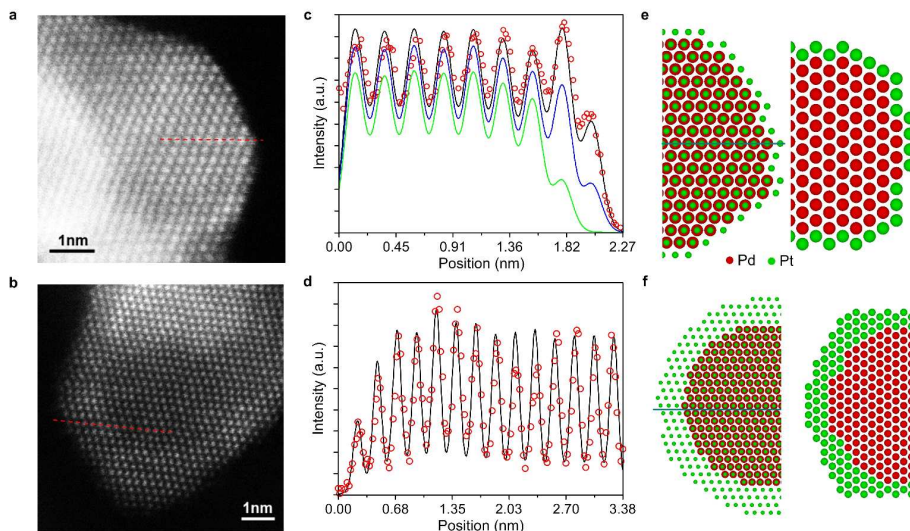 a
1nm
b
1nm
c
Intensity (a.u.)
0.00 0.45 0.91 1.36 1.82 2.27
Position (nm)
d
Intensity (a.u.)
0.00 0.68 1.35 2.03 2.70 3.38
Position (nm)
e
Pd Pt
f